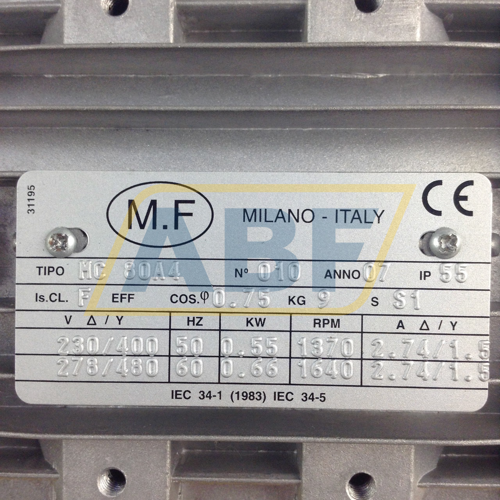 31195
M.F
MILANO - ITALY
CE
ABF
TIPO MC 80A4 Nº 010 ANNO 07 IP 55
Is.CL. F EFF COS.φ 0.75 KG 9 S S1
V Δ / Y HZ KW RPM A Δ / Y
230/400 50 0.55 1370 2.74/1.5
278/480 60 0.66 1640 2.74/1.5
IEC 34-1 (1983) IEC 34-5